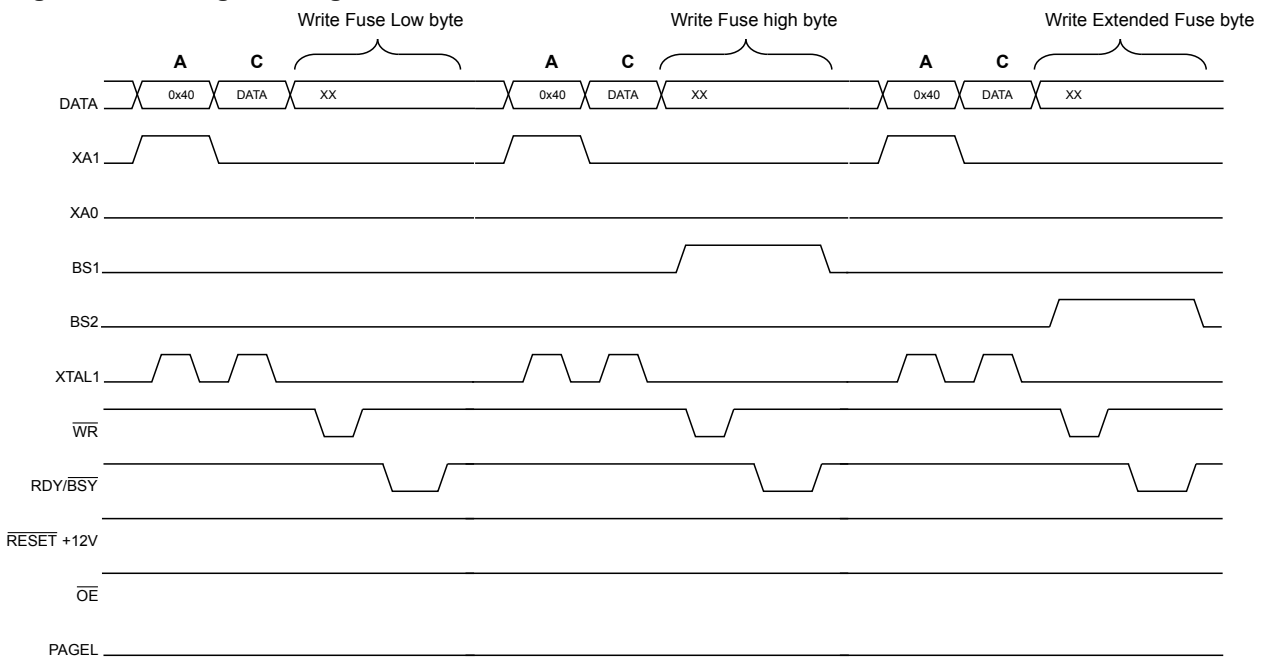 Write Fuse Low byte Write Fuse high byte Write Extended Fuse byte
A C A C A C
DATA 0x40 DATA XX 0x40 DATA XX 0x40 DATA XX
XA1
XA0
BS1
BS2
XTAL1
WR
RDY/BSY
RESET +12V
OE
PAGEL